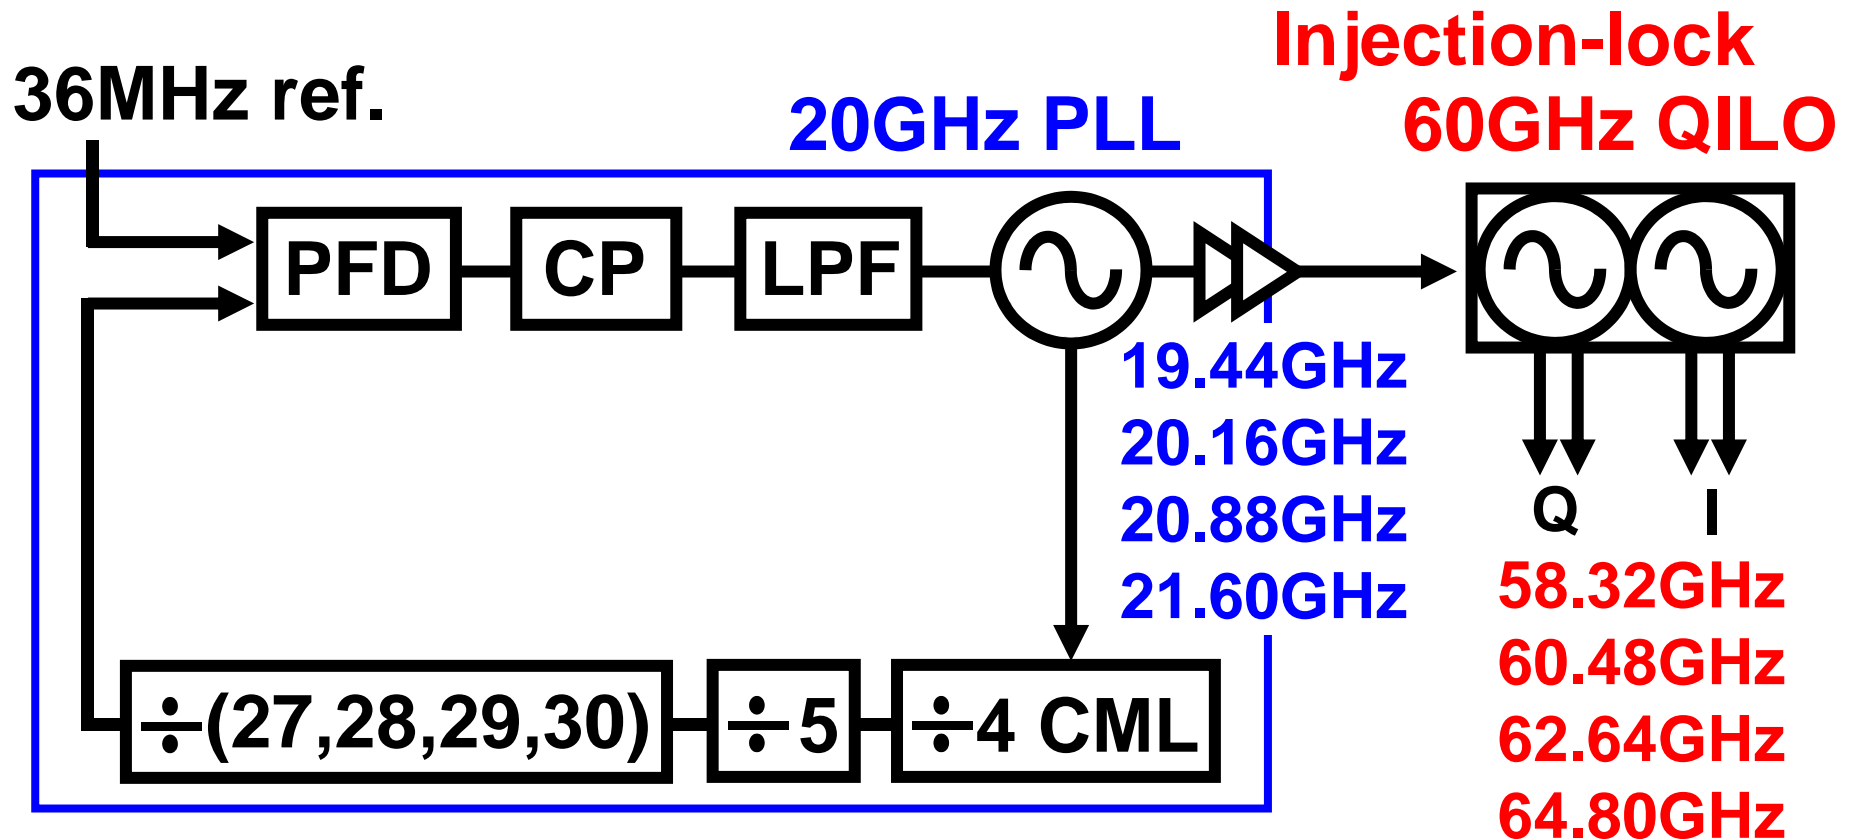 Injection-lock
36MHz ref.
20GHz PLL
60GHz QILO
PFD
CP
LPF
19.44GHz
20.16GHz
20.88GHz
21.60GHz
Q
I
58.32GHz
60.48GHz
62.64GHz
64.80GHz
÷(27,28,29,30)
÷5
÷4 CML